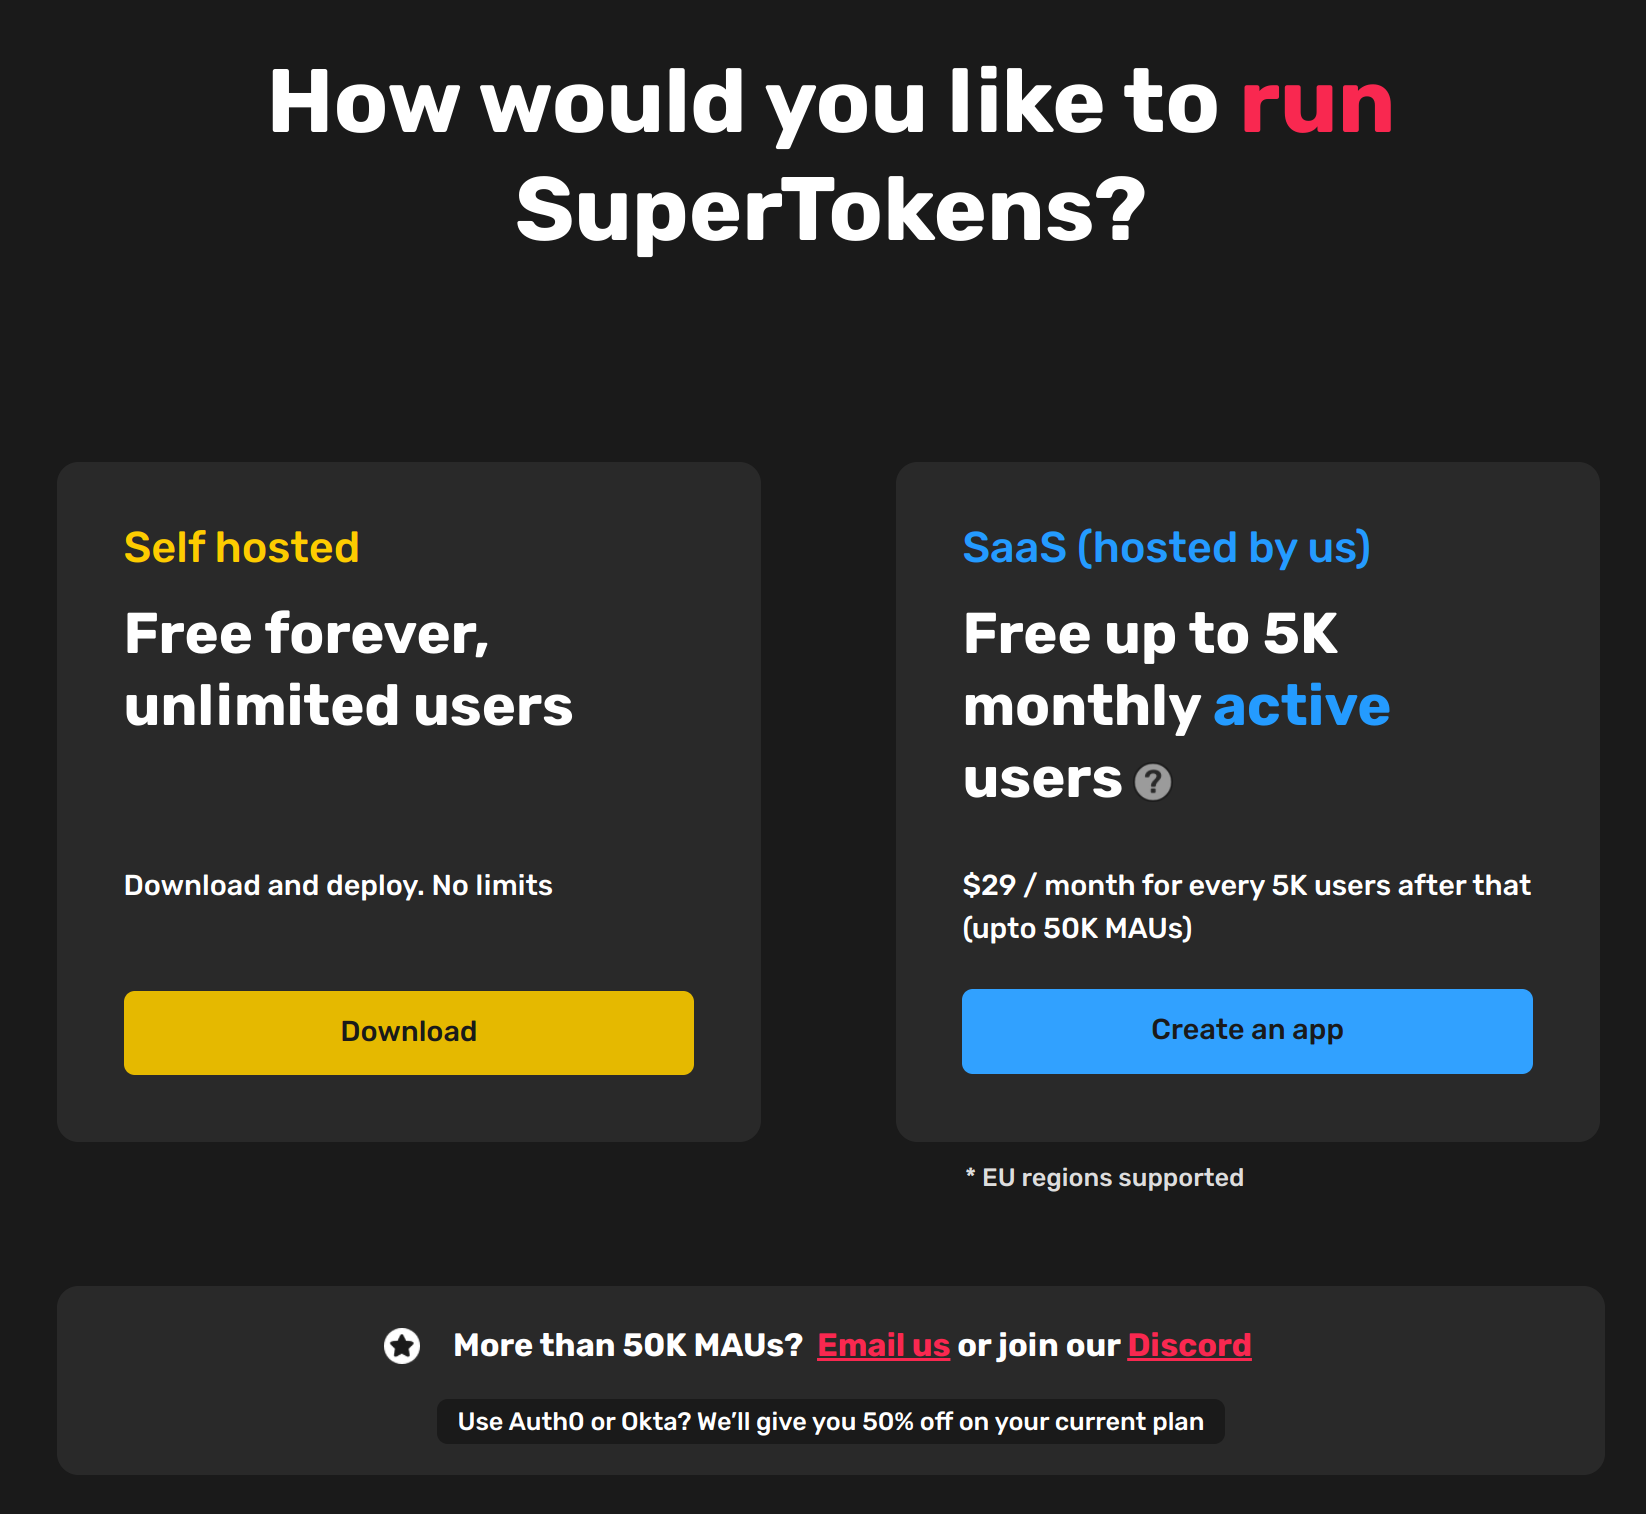 How would you like to run
SuperTokens?
Self hosted
Free forever,
unlimited users
Download and deploy. No limits
Download
SaaS (hosted by us)
Free up to 5K
monthly active
users ?
$29 / month for every 5K users after that
(upto 50K MAUs)
Create an app
* EU regions supported
More than 50K MAUs? Email us or join our Discord
Use Auth0 or Okta? We’ll give you 50% off on your current plan